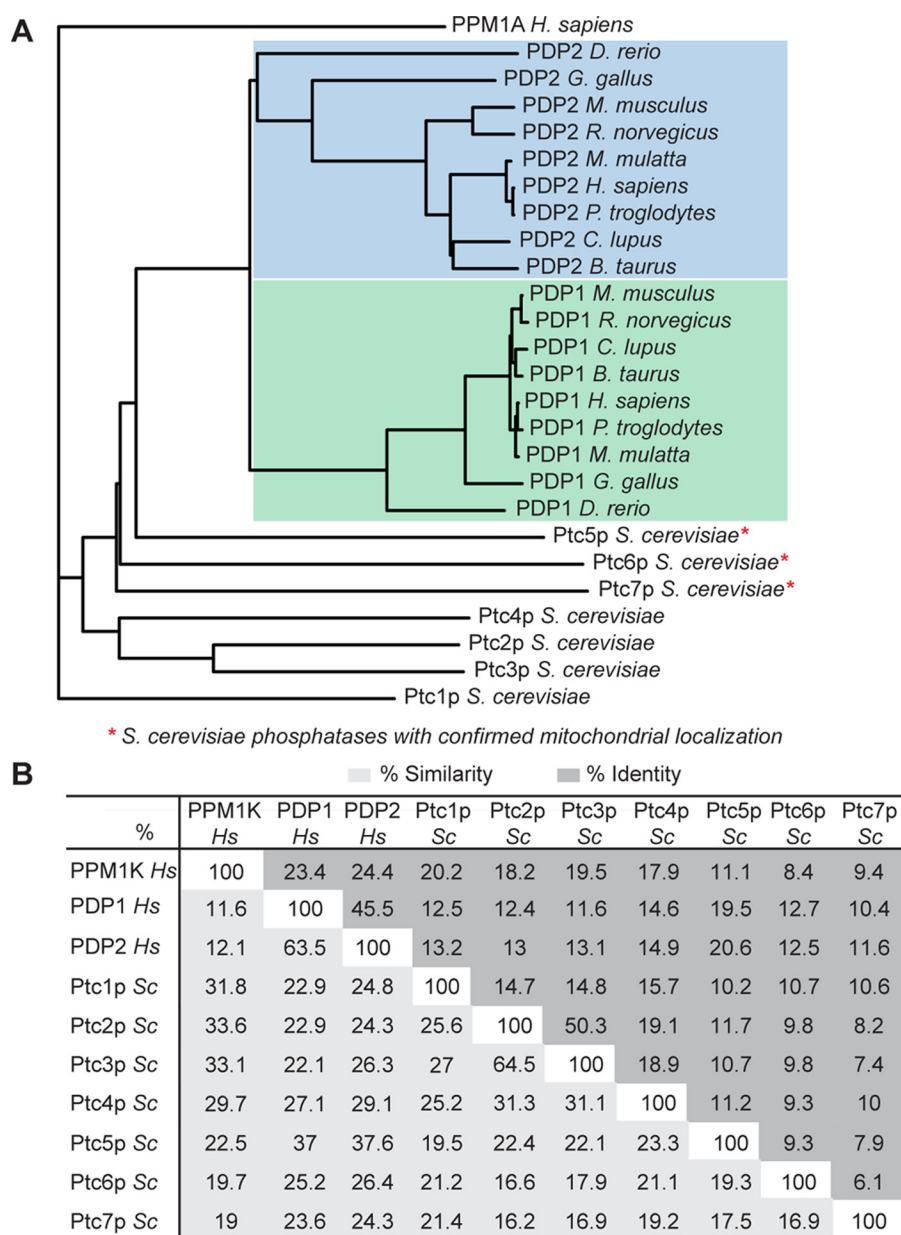 A
PPM1A H. sapiens
PDP2 D. rerio
PDP2 G. gallus
PDP2 M. musculus
PDP2 R. norvegicus
PDP2 M. mulatta
PDP2 H. sapiens
PDP2 P. troglodytes
PDP2 C. lupus
PDP2 B. taurus
PDP1 M. musculus
PDP1 R. norvegicus
PDP1 C. lupus
PDP1 B. taurus
PDP1 H. sapiens
PDP1 P. troglodytes
PDP1 M. mulatta
PDP1 G. gallus
PDP1 D. rerio
Ptc5p S. cerevisiae*
Ptc6p S. cerevisiae*
Ptc7p S. cerevisiae*
Ptc4p S. cerevisiae
Ptc2p S. cerevisiae
Ptc3p S. cerevisiae
Ptc1p S. cerevisiae
* S. cerevisiae phosphatases with confirmed mitochondrial localization
B
% Similarity % Identity
PPM1K PDP1 PDP2 Ptc1p Ptc2p Ptc3p Ptc4p Ptc5p Ptc6p Ptc7p
% Hs Hs Hs Sc Sc Sc Sc Sc Sc Sc
PPM1K Hs 100 23.4 24.4 20.2 18.2 19.5 17.9 11.1 8.4 9.4
PDP1 Hs 11.6 100 45.5 12.5 12.4 11.6 14.6 19.5 12.7 10.4
PDP2 Hs 12.1 63.5 100 13.2 13 13.1 14.9 20.6 12.5 11.6
Ptc1p Sc 31.8 22.9 24.8 100 14.7 14.8 15.7 10.2 10.7 10.6
Ptc2p Sc 33.6 22.9 24.3 25.6 100 50.3 19.1 11.7 9.8 8.2
Ptc3p Sc 33.1 22.1 26.3 27 64.5 100 18.9 10.7 9.8 7.4
Ptc4p Sc 29.7 27.1 29.1 25.2 31.3 31.1 100 11.2 9.3 10
Ptc5p Sc 22.5 37 37.6 19.5 22.4 22.1 23.3 100 9.3 7.9
Ptc6p Sc 19.7 25.2 26.4 21.2 16.6 17.9 21.1 19.3 100 6.1
Ptc7p Sc 19 23.6 24.3 21.4 16.2 16.9 19.2 17.5 16.9 100